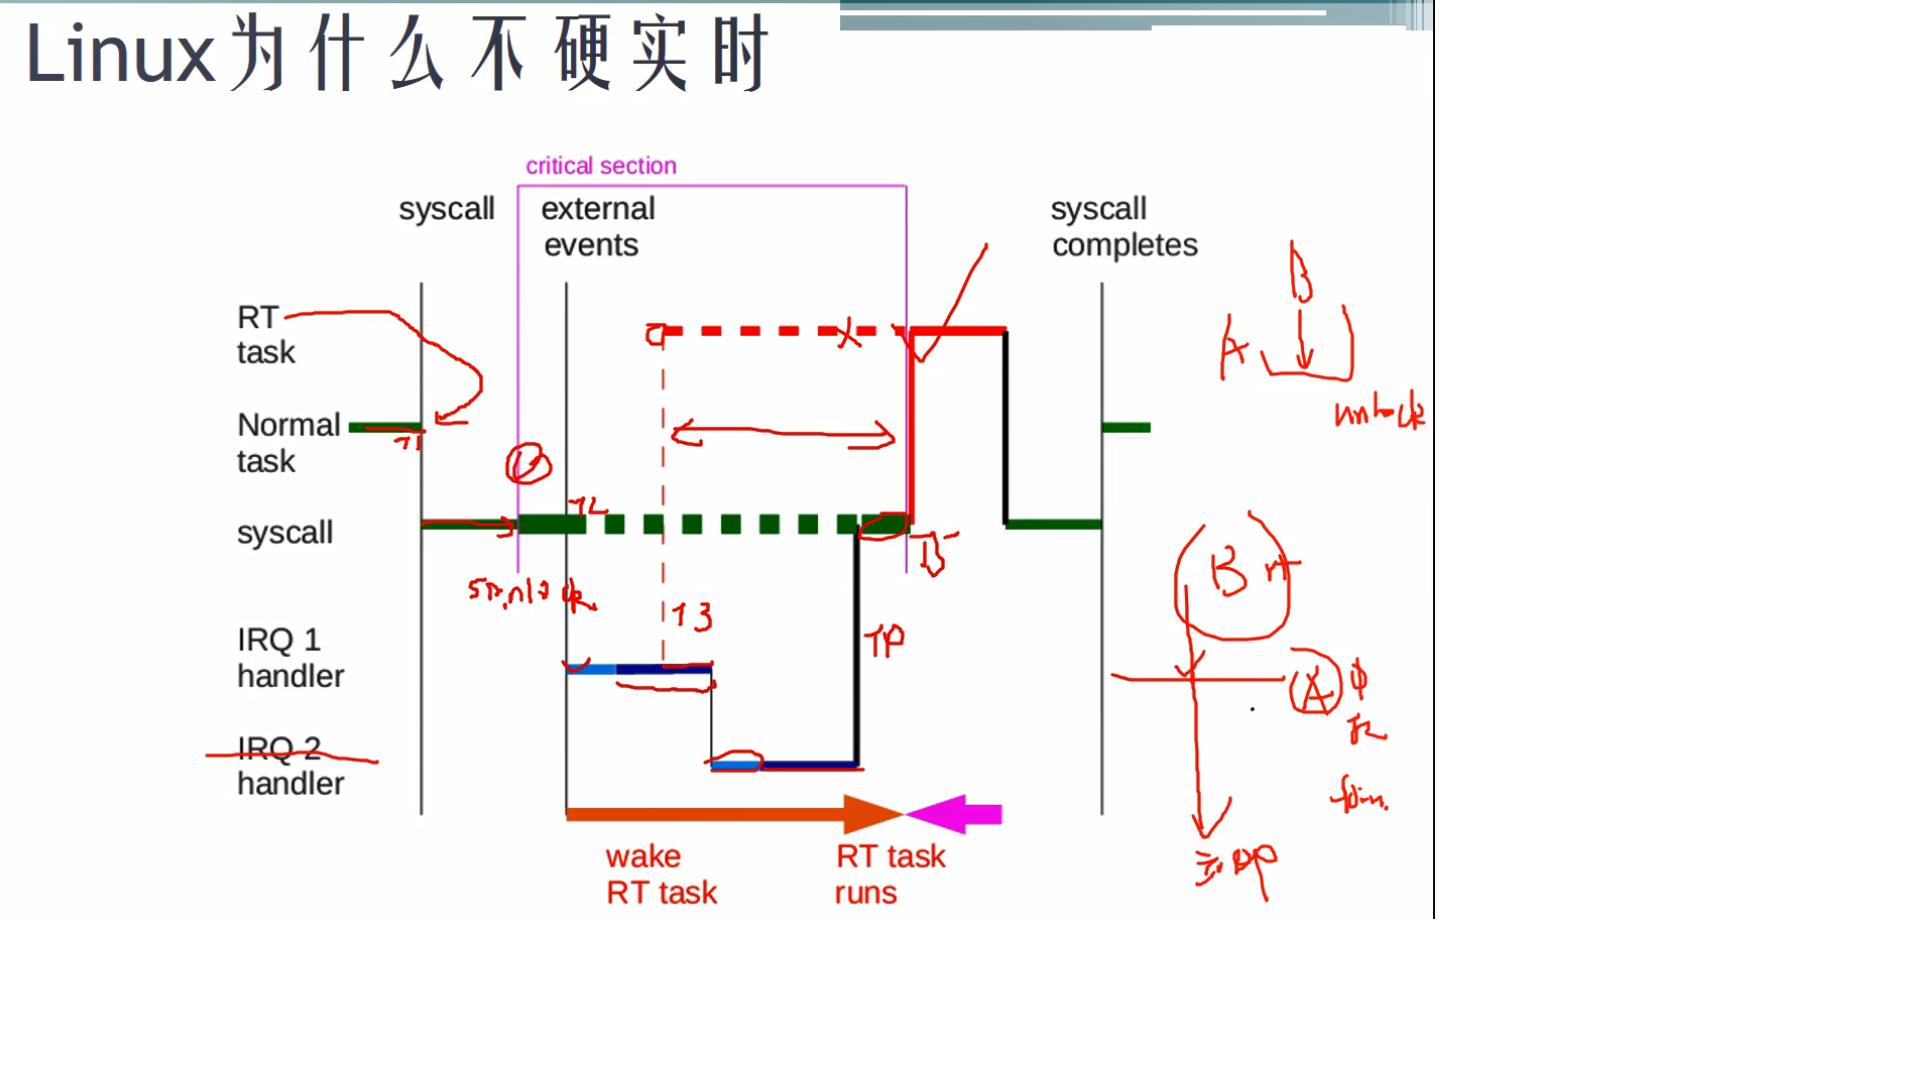 Linux为什么不硬实时
critical section
syscall
external
events
syscall
completes
RT
task
Normal
task
syscall
IRQ 1
handler
IRQ 2
handler
wake
RT task
RT task
runs
B
A
unlock
T1
T2
spinlock
T3
T5
B rt
A